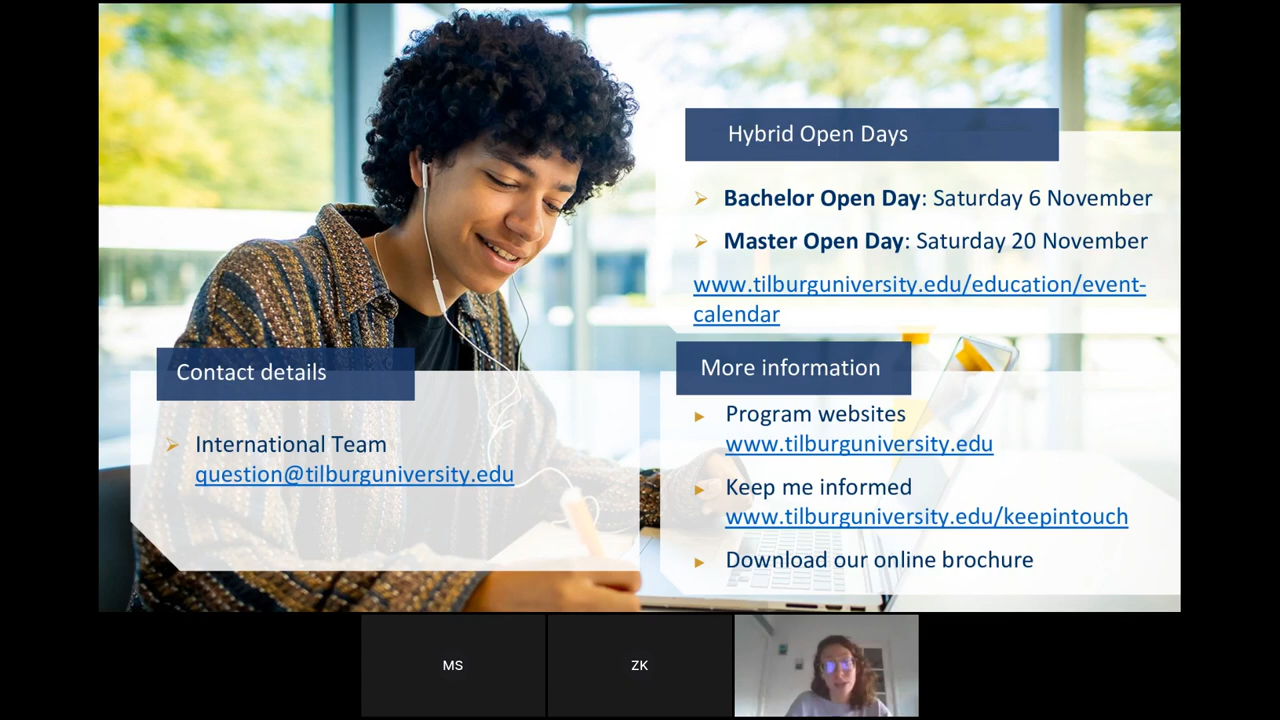 Hybrid Open Days
Bachelor Open Day: Saturday 6 November
Master Open Day: Saturday 20 November
www.tilburguniversity.edu/education/event-
calendar
Contact details
International Team
question@tilburguniversity.edu
More information
Program websites
www.tilburguniversity.edu
Keep me informed
www.tilburguniversity.edu/keepintouch
Download our online brochure
MS
ZK